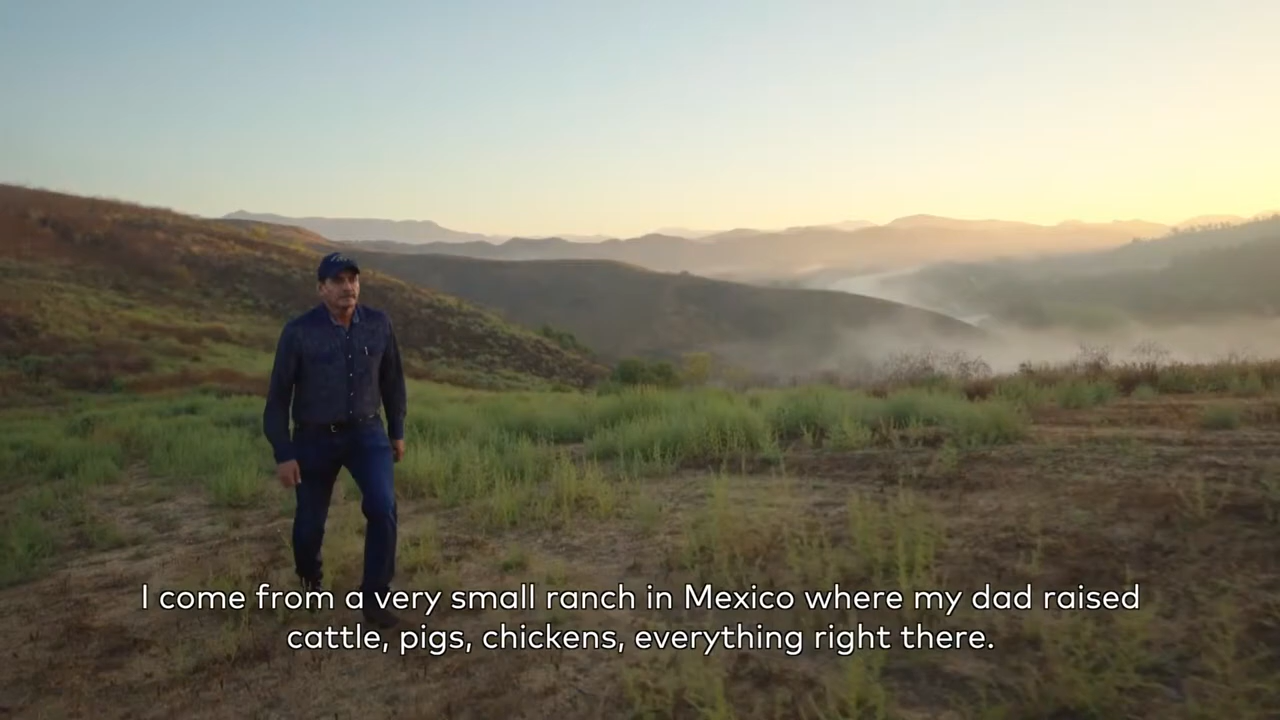 I come from a very small ranch in Mexico where my dad raised
cattle, pigs, chickens, everything right there.